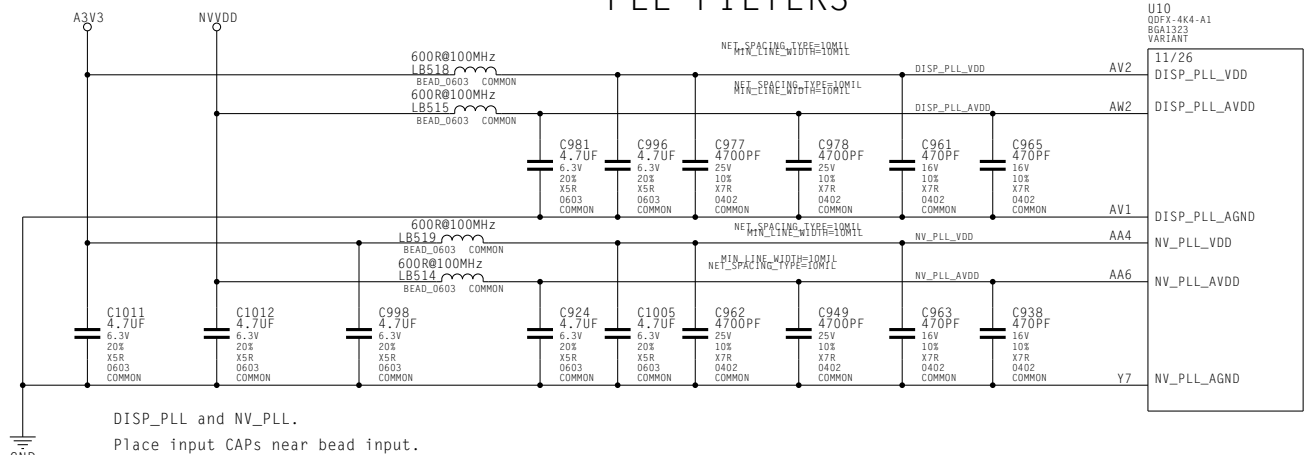 PLL FILTERS
A3V3
NVVDD
U10
QDFX-4K4-A1
BGA1323
VARIANT
11/26
600R@100MHz
LB518
BEAD_0603 COMMON
NET_SPACING_TYPE=10MIL
MIN_LINE_WIDTH=10MIL
DISP_PLL_VDD
AV2
DISP_PLL_VDD
600R@100MHz
LB515
BEAD_0603 COMMON
NET_SPACING_TYPE=10MIL
MIN_LINE_WIDTH=10MIL
DISP_PLL_AVDD
AW2
DISP_PLL_AVDD
C981
4.7UF
6.3V
20%
X5R
0603
COMMON
C996
4.7UF
6.3V
20%
X5R
0603
COMMON
C977
4700PF
25V
10%
X7R
0402
COMMON
C978
4700PF
25V
10%
X7R
0402
COMMON
C961
470PF
16V
10%
X7R
0402
COMMON
C965
470PF
16V
10%
X7R
0402
COMMON
AV1
DISP_PLL_AGND
600R@100MHz
LB519
BEAD_0603 COMMON
NET_SPACING_TYPE=10MIL
MIN_LINE_WIDTH=10MIL
NV_PLL_VDD
AA4
NV_PLL_VDD
600R@100MHz
LB514
BEAD_0603 COMMON
MIN_LINE_WIDTH=10MIL
NET_SPACING_TYPE=10MIL
NV_PLL_AVDD
AA6
NV_PLL_AVDD
C1011
4.7UF
6.3V
20%
X5R
0603
COMMON
C1012
4.7UF
6.3V
20%
X5R
0603
COMMON
C998
4.7UF
6.3V
20%
X5R
0603
COMMON
C924
4.7UF
6.3V
20%
X5R
0603
COMMON
C1005
4.7UF
6.3V
20%
X5R
0603
COMMON
C962
4700PF
25V
10%
X7R
0402
COMMON
C949
4700PF
25V
10%
X7R
0402
COMMON
C963
470PF
16V
10%
X7R
0402
COMMON
C938
470PF
16V
10%
X7R
0402
COMMON
Y7
NV_PLL_AGND
DISP_PLL and NV_PLL.
Place input CAPs near bead input.
GND